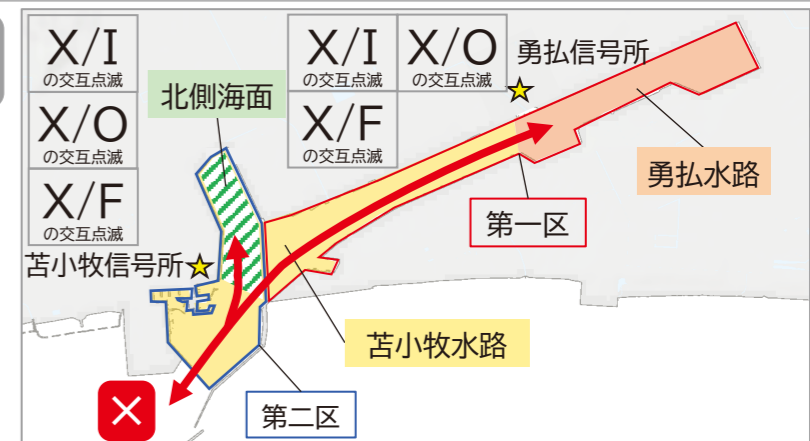 X/I
の交互点滅
X/O
の交互点滅
X/F
の交互点滅
X/I
の交互点滅
X/O
の交互点滅
X/F
の交互点滅
北側海面
勇払信号所
勇払水路
第一区
苫小牧信号所
苫小牧水路
第二区